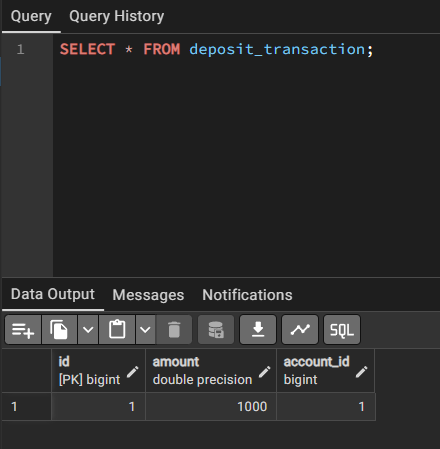 Query Query History
1 SELECT * FROM deposit_transaction;
Data Output Messages Notifications
SQL
id amount account_id
[PK] bigint double precision bigint
1 1 1000 1